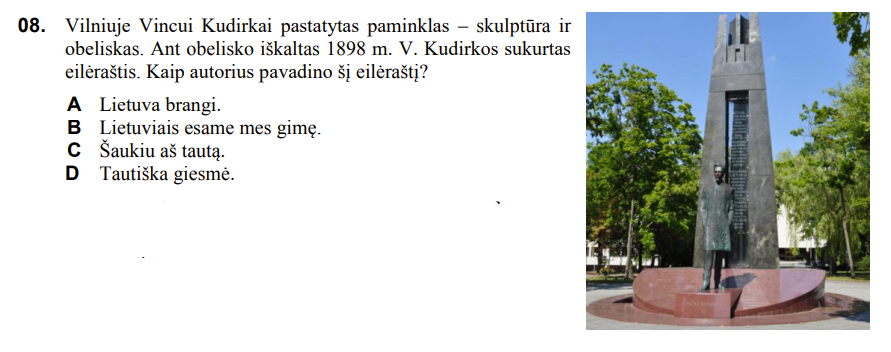 08. Vilniuje Vincui Kudirkai pastatytas paminklas – skulptūra ir
obeliskas. Ant obelisko iškaltas 1898 m. V. Kudirkos sukurtas
eilėraštis. Kaip autorius pavadino šį eilėraštį?
A Lietuva brangi.
B Lietuviais esame mes gimę.
C Šaukiu aš tautą.
D Tautiška giesmė.